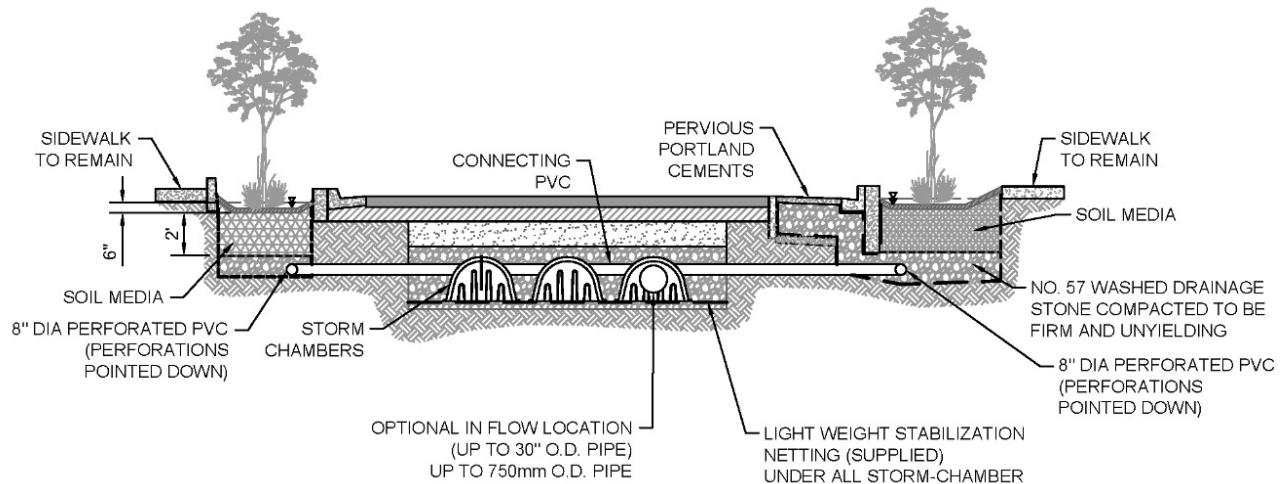 SIDEWALK
TO REMAIN
CONNECTING
PVC
PERVIOUS
PORTLAND
CEMENTS
SIDEWALK
TO REMAIN
6"
2'
SOIL MEDIA
SOIL MEDIA
8" DIA PERFORATED PVC
(PERFORATIONS
POINTED DOWN)
STORM
CHAMBERS
NO. 57 WASHED DRAINAGE
STONE COMPACTED TO BE
FIRM AND UNYIELDING
8" DIA PERFORATED PVC
(PERFORATIONS
POINTED DOWN)
OPTIONAL IN FLOW LOCATION
(UP TO 30" O.D. PIPE)
UP TO 750mm O.D. PIPE
LIGHT WEIGHT STABILIZATION
NETTING (SUPPLIED)
UNDER ALL STORM-CHAMBER